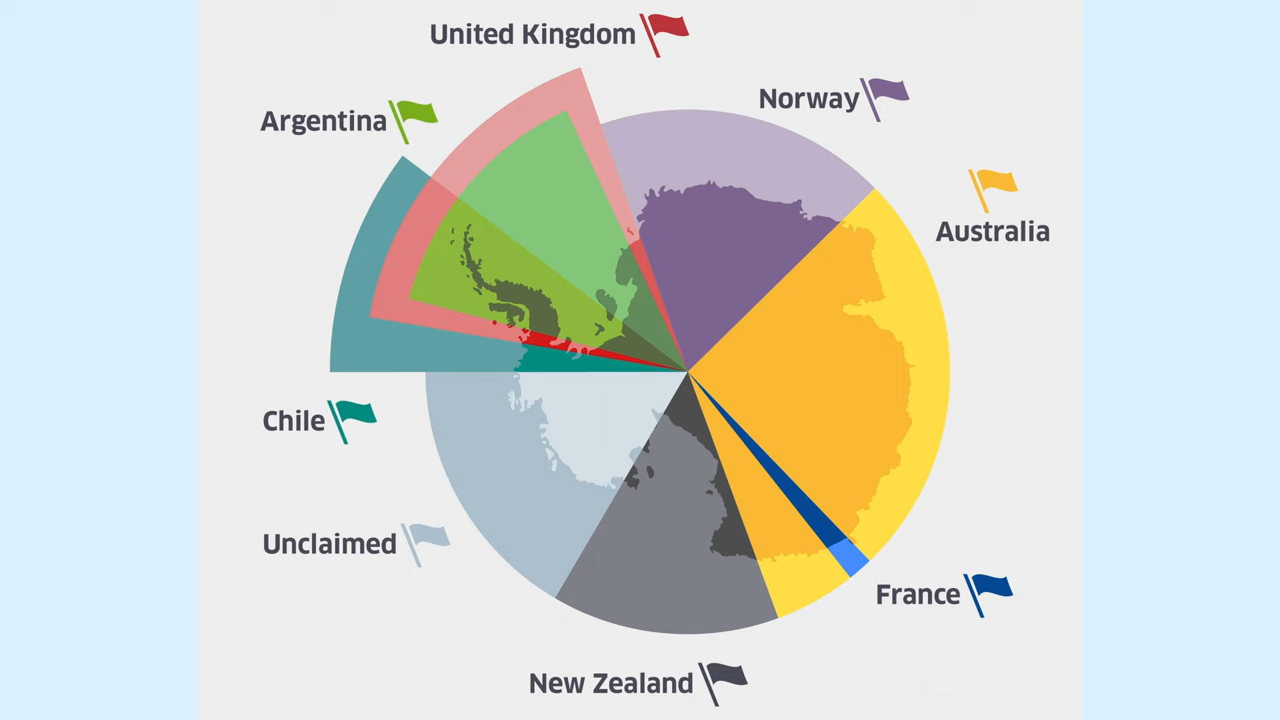 United Kingdom
Norway
Argentina
Australia
Chile
Unclaimed
France
New Zealand